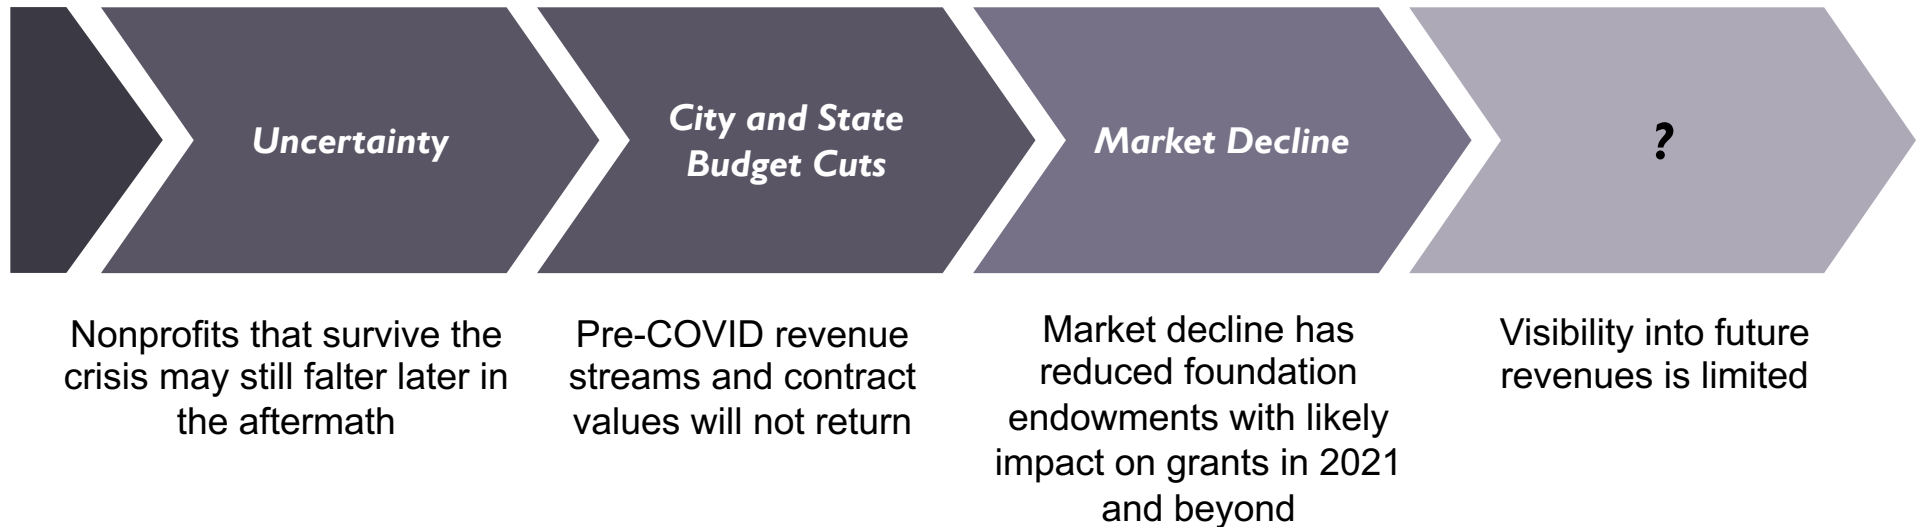 Uncertainty
City and State
Budget Cuts
Market Decline
?
Nonprofits that survive the
crisis may still falter later in
the aftermath
Pre-COVID revenue
streams and contract
values will not return
Market decline has
reduced foundation
endowments with likely
impact on grants in 2021
and beyond
Visibility into future
revenues is limited